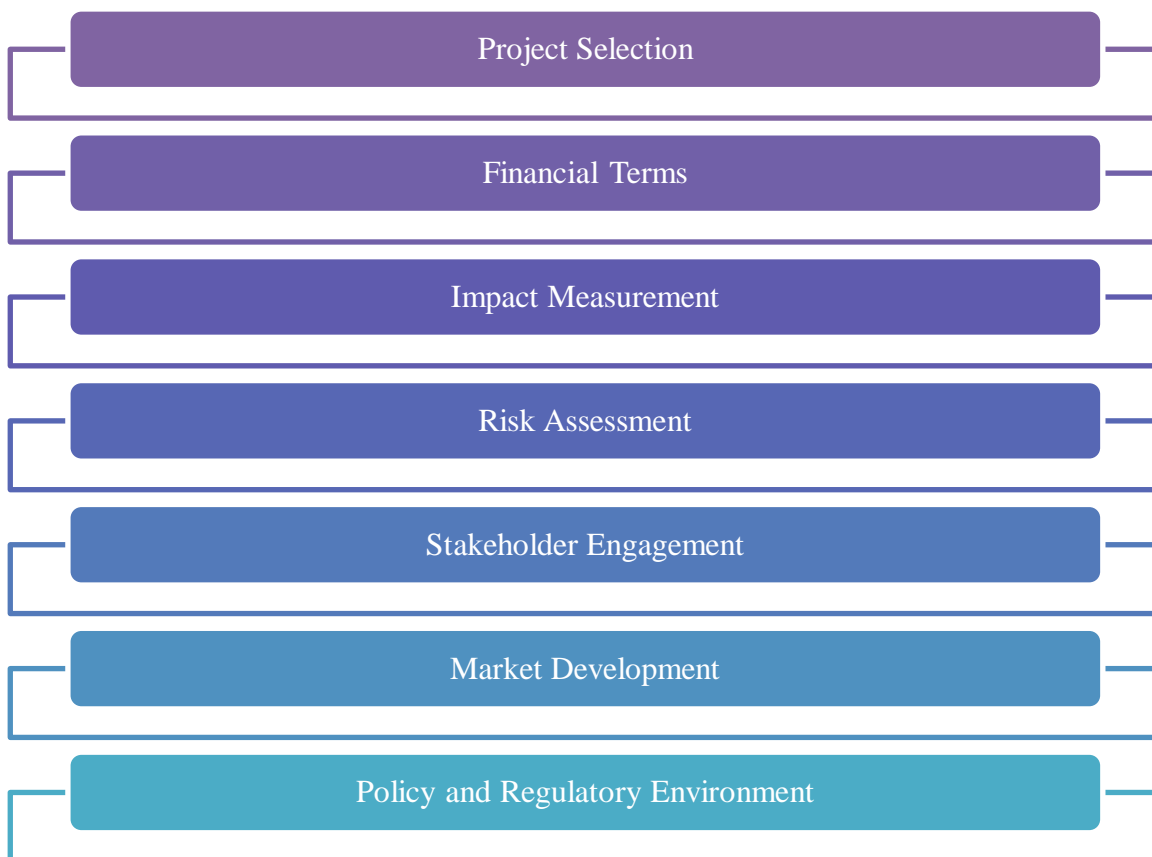 Project Selection
Financial Terms
Impact Measurement
Risk Assessment
Stakeholder Engagement
Market Development
Policy and Regulatory Environment